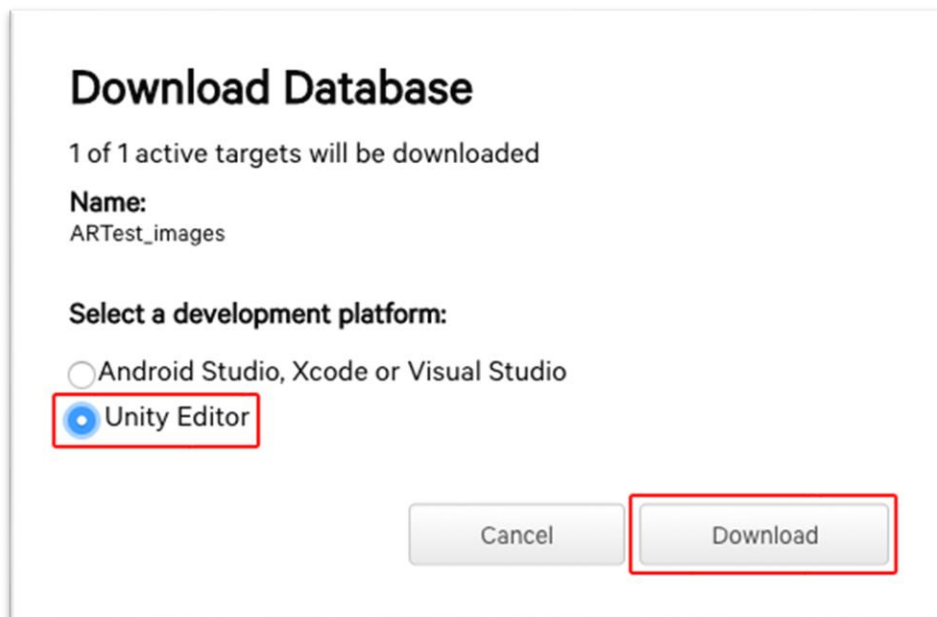 Download Database
1 of 1 active targets will be downloaded
Name:
ARTest_images
Select a development platform:
Android Studio, Xcode or Visual Studio
Unity Editor
Cancel Download